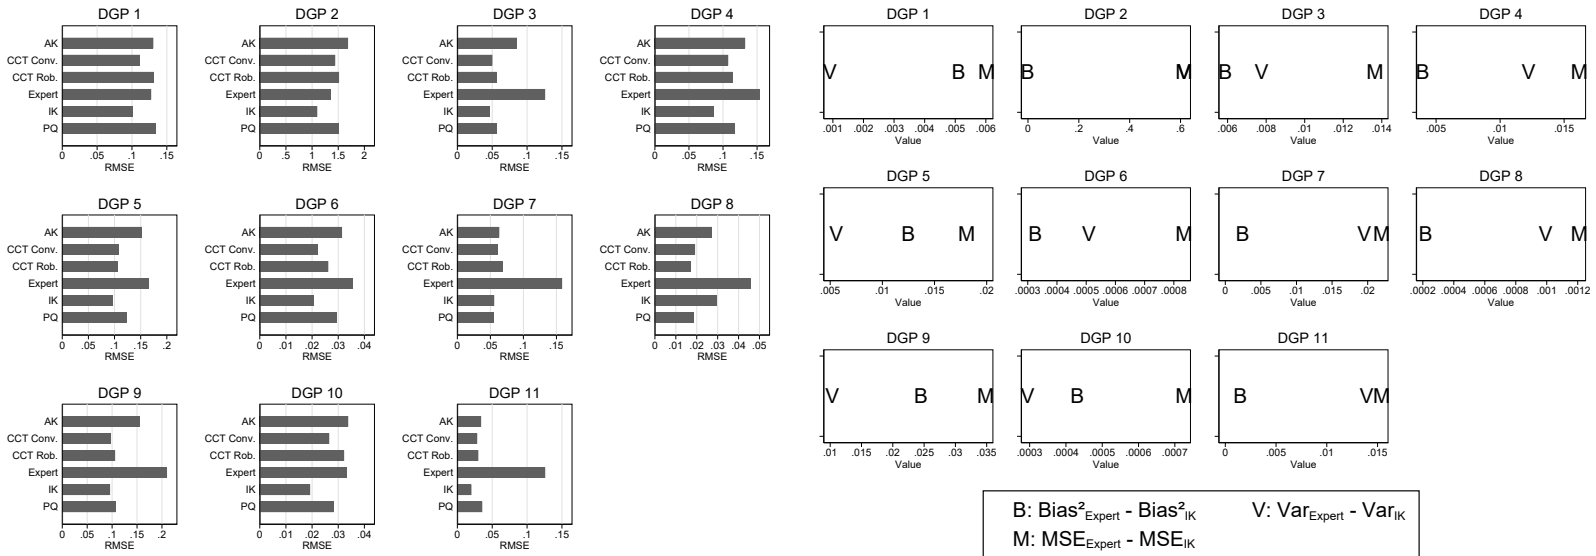 DGP 1
AK
CCT Conv.
CCT Rob.
Expert
IK
PQ
0 .05 .1 .15
RMSE
DGP 2
AK
CCT Conv.
CCT Rob.
Expert
IK
PQ
0 .5 1 1.5 2
RMSE
DGP 3
AK
CCT Conv.
CCT Rob.
Expert
IK
PQ
0 .05 .1 .15
RMSE
DGP 4
AK
CCT Conv.
CCT Rob.
Expert
IK
PQ
0 .05 .1 .15
RMSE
DGP 5
AK
CCT Conv.
CCT Rob.
Expert
IK
PQ
0 .05 .1 .15 .2
RMSE
DGP 6
AK
CCT Conv.
CCT Rob.
Expert
IK
PQ
0 .01 .02 .03 .04
RMSE
DGP 7
AK
CCT Conv.
CCT Rob.
Expert
IK
PQ
0 .05 .1 .15
RMSE
DGP 8
AK
CCT Conv.
CCT Rob.
Expert
IK
PQ
0 .01 .02 .03 .04 .05
RMSE
DGP 9
AK
CCT Conv.
CCT Rob.
Expert
IK
PQ
0 .05 .1 .15 .2
RMSE
DGP 10
AK
CCT Conv.
CCT Rob.
Expert
IK
PQ
0 .01 .02 .03 .04
RMSE
DGP 11
AK
CCT Conv.
CCT Rob.
Expert
IK
PQ
0 .05 .1 .15
RMSE
DGP 1
V B M
.001 .002 .003 .004 .005 .006
Value
DGP 2
B M
0 .2 .4 .6
Value
DGP 3
B V M
.006 .008 .01 .012 .014
Value
DGP 4
B V M
.005 .01 .015
Value
DGP 5
V B M
.005 .01 .015 .02
Value
DGP 6
B V M
.0003 .0004 .0005 .0006 .0007 .0008
Value
DGP 7
B V M
0 .005 .01 .015 .02
Value
DGP 8
B V M
.0002 .0004 .0006 .0008 .001 .0012
Value
DGP 9
V B M
.01 .015 .02 .025 .03 .035
Value
DGP 10
V B M
.0003 .0004 .0005 .0006 .0007
Value
DGP 11
B V M
0 .005 .01 .015
Value
B: Bias²Expert - Bias²IK V: VarExpert - VarIK
M: MSEExpert - MSEIK